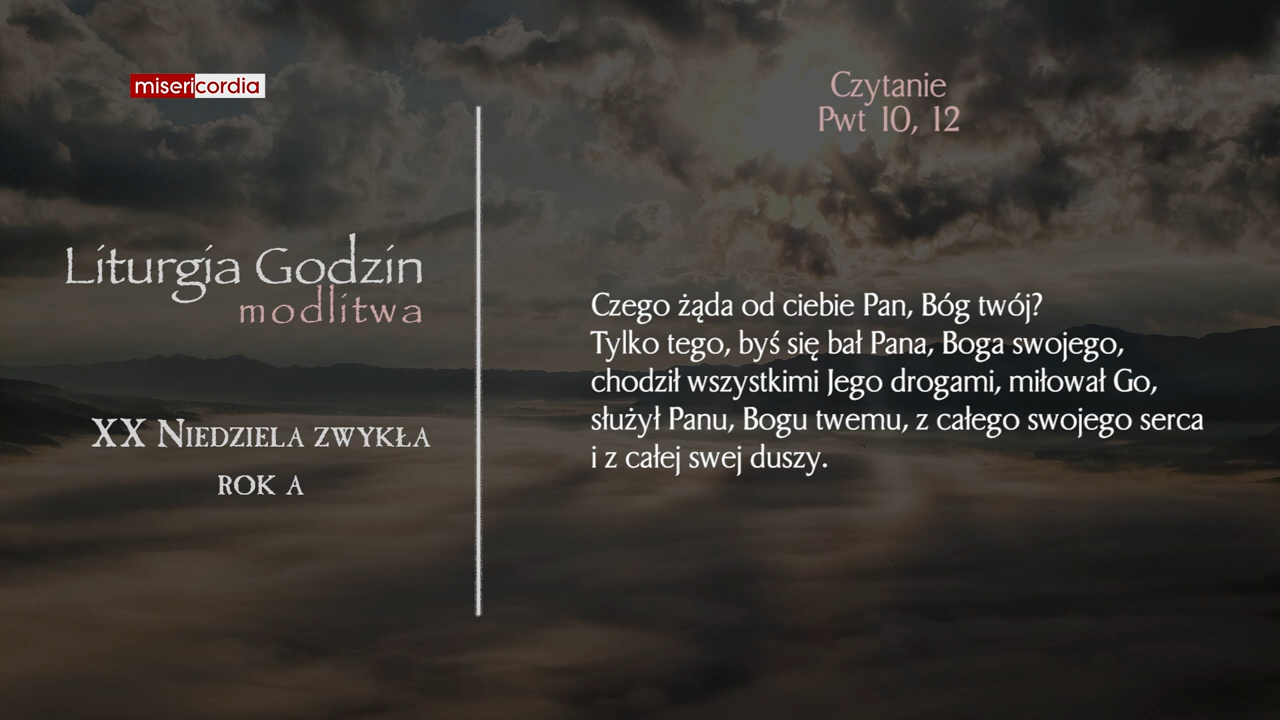 misericordia
Liturgia Godzin
modlitwa
XX Niedziela zwykła
rok A
Czytanie
Pwt 10, 12
Czego żąda od ciebie Pan, Bóg twój?
Tylko tego, byś się bał Pana, Boga swojego,
chodził wszystkimi Jego drogami, miłował Go,
służył Panu, Bogu twemu, z całego swojego serca
i z całej swej duszy.